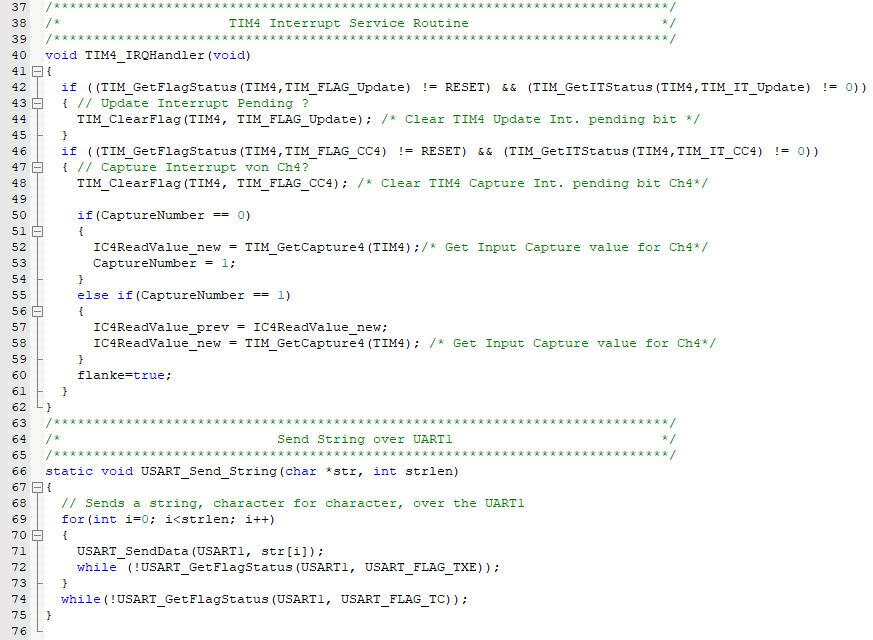 37 /*****************************************************************************/
38 /*                     TIM4 Interrupt Service Routine                        */
39 /*****************************************************************************/
40 void TIM4_IRQHandler(void)
41 {
42   if ((TIM_GetFlagStatus(TIM4,TIM_FLAG_Update) != RESET) && (TIM_GetITStatus(TIM4,TIM_IT_Update) != 0))
43   { // Update Interrupt Pending ?
44     TIM_ClearFlag(TIM4, TIM_FLAG_Update); /* Clear TIM4 Update Int. pending bit */
45   }
46   if ((TIM_GetFlagStatus(TIM4,TIM_FLAG_CC4) != RESET) && (TIM_GetITStatus(TIM4,TIM_IT_CC4) != 0))
47   { // Capture Interrupt von Ch4?
48     TIM_ClearFlag(TIM4, TIM_FLAG_CC4); /* Clear TIM4 Capture Int. pending bit Ch4*/
49
50     if(CaptureNumber == 0)
51     {
52       IC4ReadValue_new = TIM_GetCapture4(TIM4);/* Get Input Capture value for Ch4*/
53       CaptureNumber = 1;
54     }
55     else if(CaptureNumber == 1)
56     {
57       IC4ReadValue_prev = IC4ReadValue_new;
58       IC4ReadValue_new = TIM_GetCapture4(TIM4); /* Get Input Capture value for Ch4*/
59     }
60     flanke=true;
61   }
62 }
63 /*****************************************************************************/
64 /*                           Send String over UART1                          */
65 /*****************************************************************************/
66 static void USART_Send_String(char *str, int strlen)
67 {
68   // Sends a string, character for character, over the UART1
69   for(int i=0; i<strlen; i++)
70   {
71     USART_SendData(USART1, str[i]);
72     while (!USART_GetFlagStatus(USART1, USART_FLAG_TXE));
73   }
74   while(!USART_GetFlagStatus(USART1, USART_FLAG_TC));
75 }
76